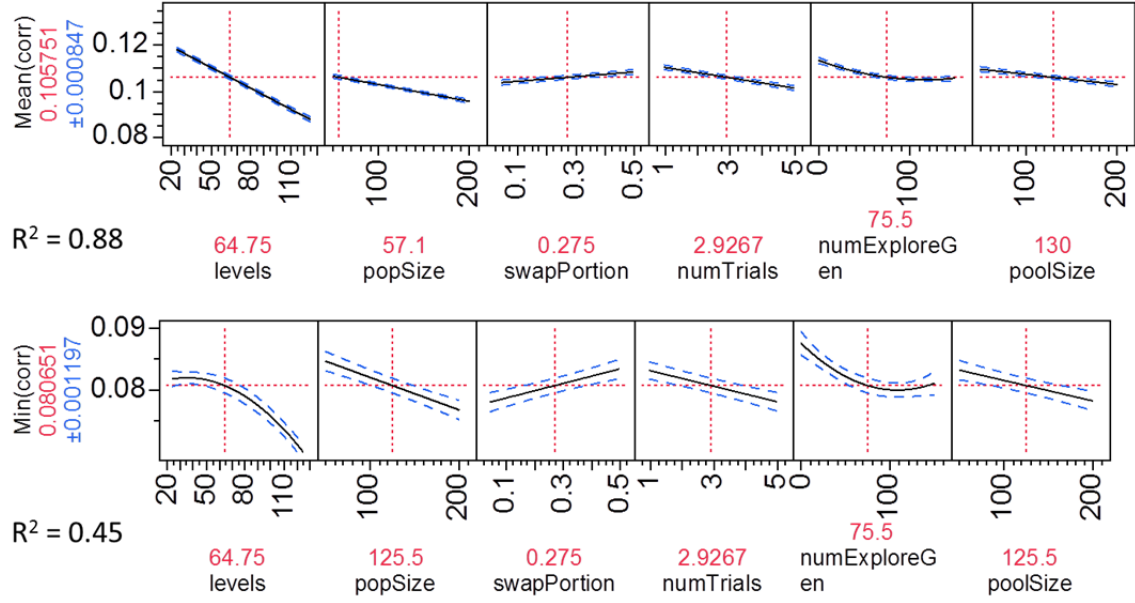 Mean(corr)
0.105751
±0.000847
0.12
0.1
0.08
20 50 80 110 100 200 0.1 0.3 0.5 1 3 5 0 100 100 200
R² = 0.88
64.75 57.1 0.275 2.9267 75.5 130
levels popSize swapPortion numTrials numExploreG poolSize
en
Min(corr)
0.080651
±0.001197
0.09
0.08
20 50 80 110 100 200 0.1 0.3 0.5 1 3 5 0 100 100 200
R² = 0.45
64.75 125.5 0.275 2.9267 75.5 125.5
levels popSize swapPortion numTrials numExploreG poolSize
en